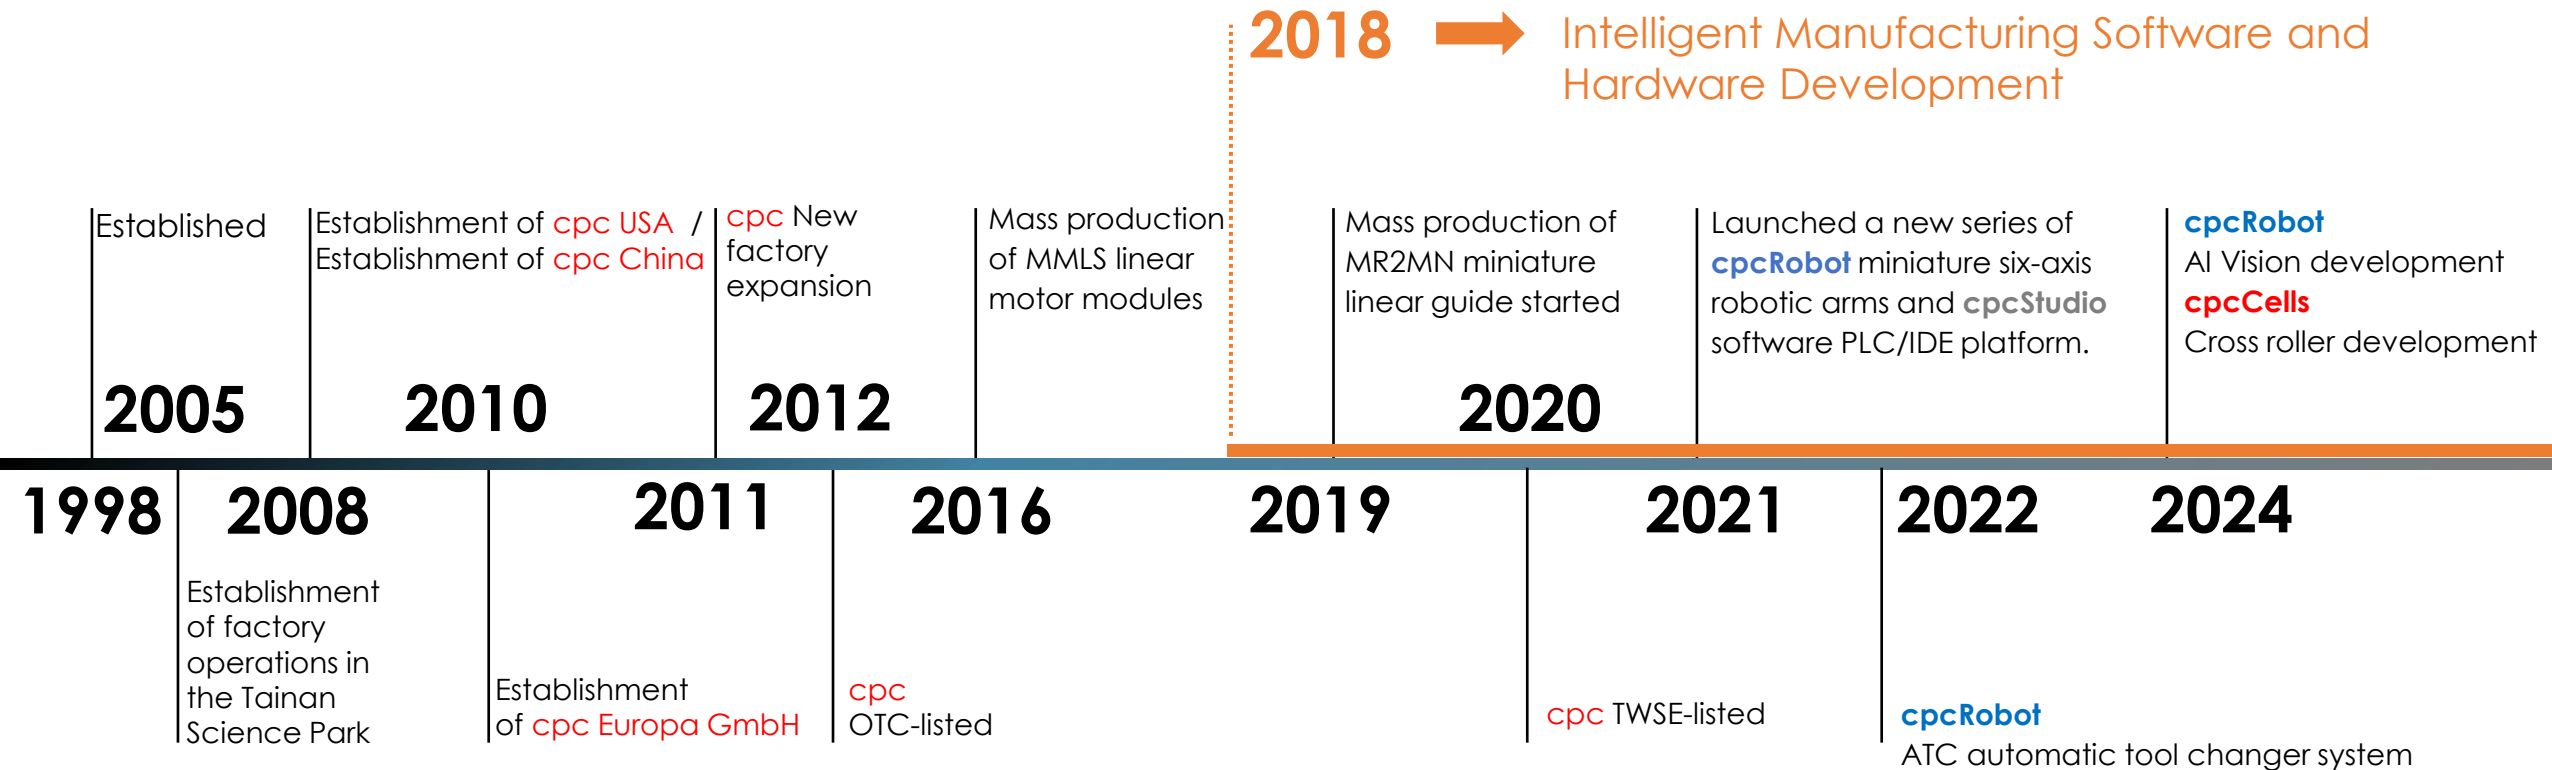 2018
Intelligent Manufacturing Software and
Hardware Development
Established
Establishment of cpc USA /
Establishment of cpc China
cpc New
factory
expansion
Mass production
of MMLS linear
motor modules
Mass production of
MR2MN miniature
linear guide started
Launched a new series of
cpcRobot miniature six-axis
robotic arms and cpcStudio
software PLC/IDE platform.
cpcRobot
AI Vision development
cpcCells
Cross roller development
2005
2010
2012
2020
1998
2008
2011
2016
2019
2021
2022
2024
Establishment
of factory
operations in
the Tainan
Science Park
Establishment
of cpc Europa GmbH
cpc
OTC-listed
cpc TWSE-listed
cpcRobot
ATC automatic tool changer system